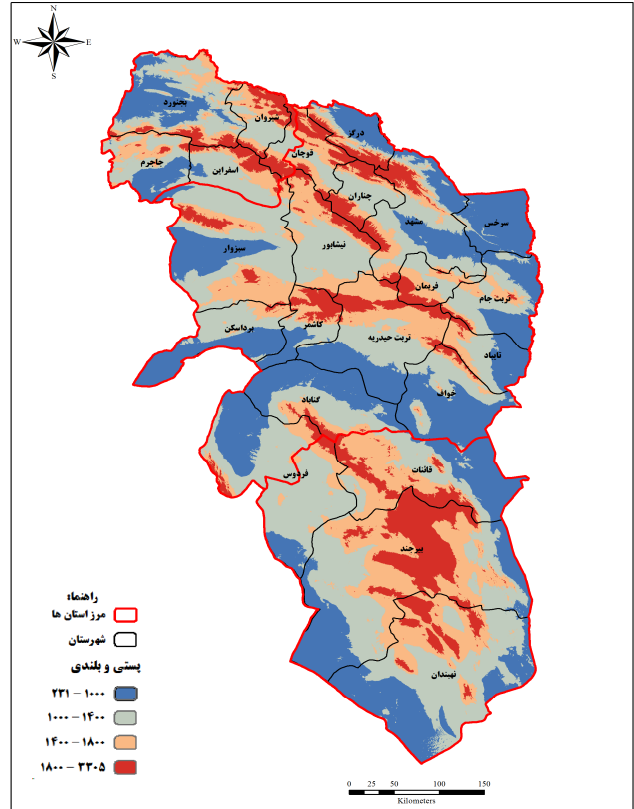 N
W E
S
بجنورد
شیروان
درگز
قوچان
جاجرم
اسفراین
چناران
مشهد
سرخس
نیشابور
سبزوار
فریمان
تربت جام
بردسکن
کاشمر
تربت حیدریه
تایباد
خواف
گناباد
فردوس
قائنات
بیرجند
نهبندان
راهنما:
مرز استان ها
شهرستان
پستی و بلندی
۲۳۱ – ۱۰۰۰
۱۰۰۰ – ۱۴۰۰
۱۴۰۰ – ۱۸۰۰
۱۸۰۰ – ۳۳۰۵
0 25 50 100 150
Kilometers